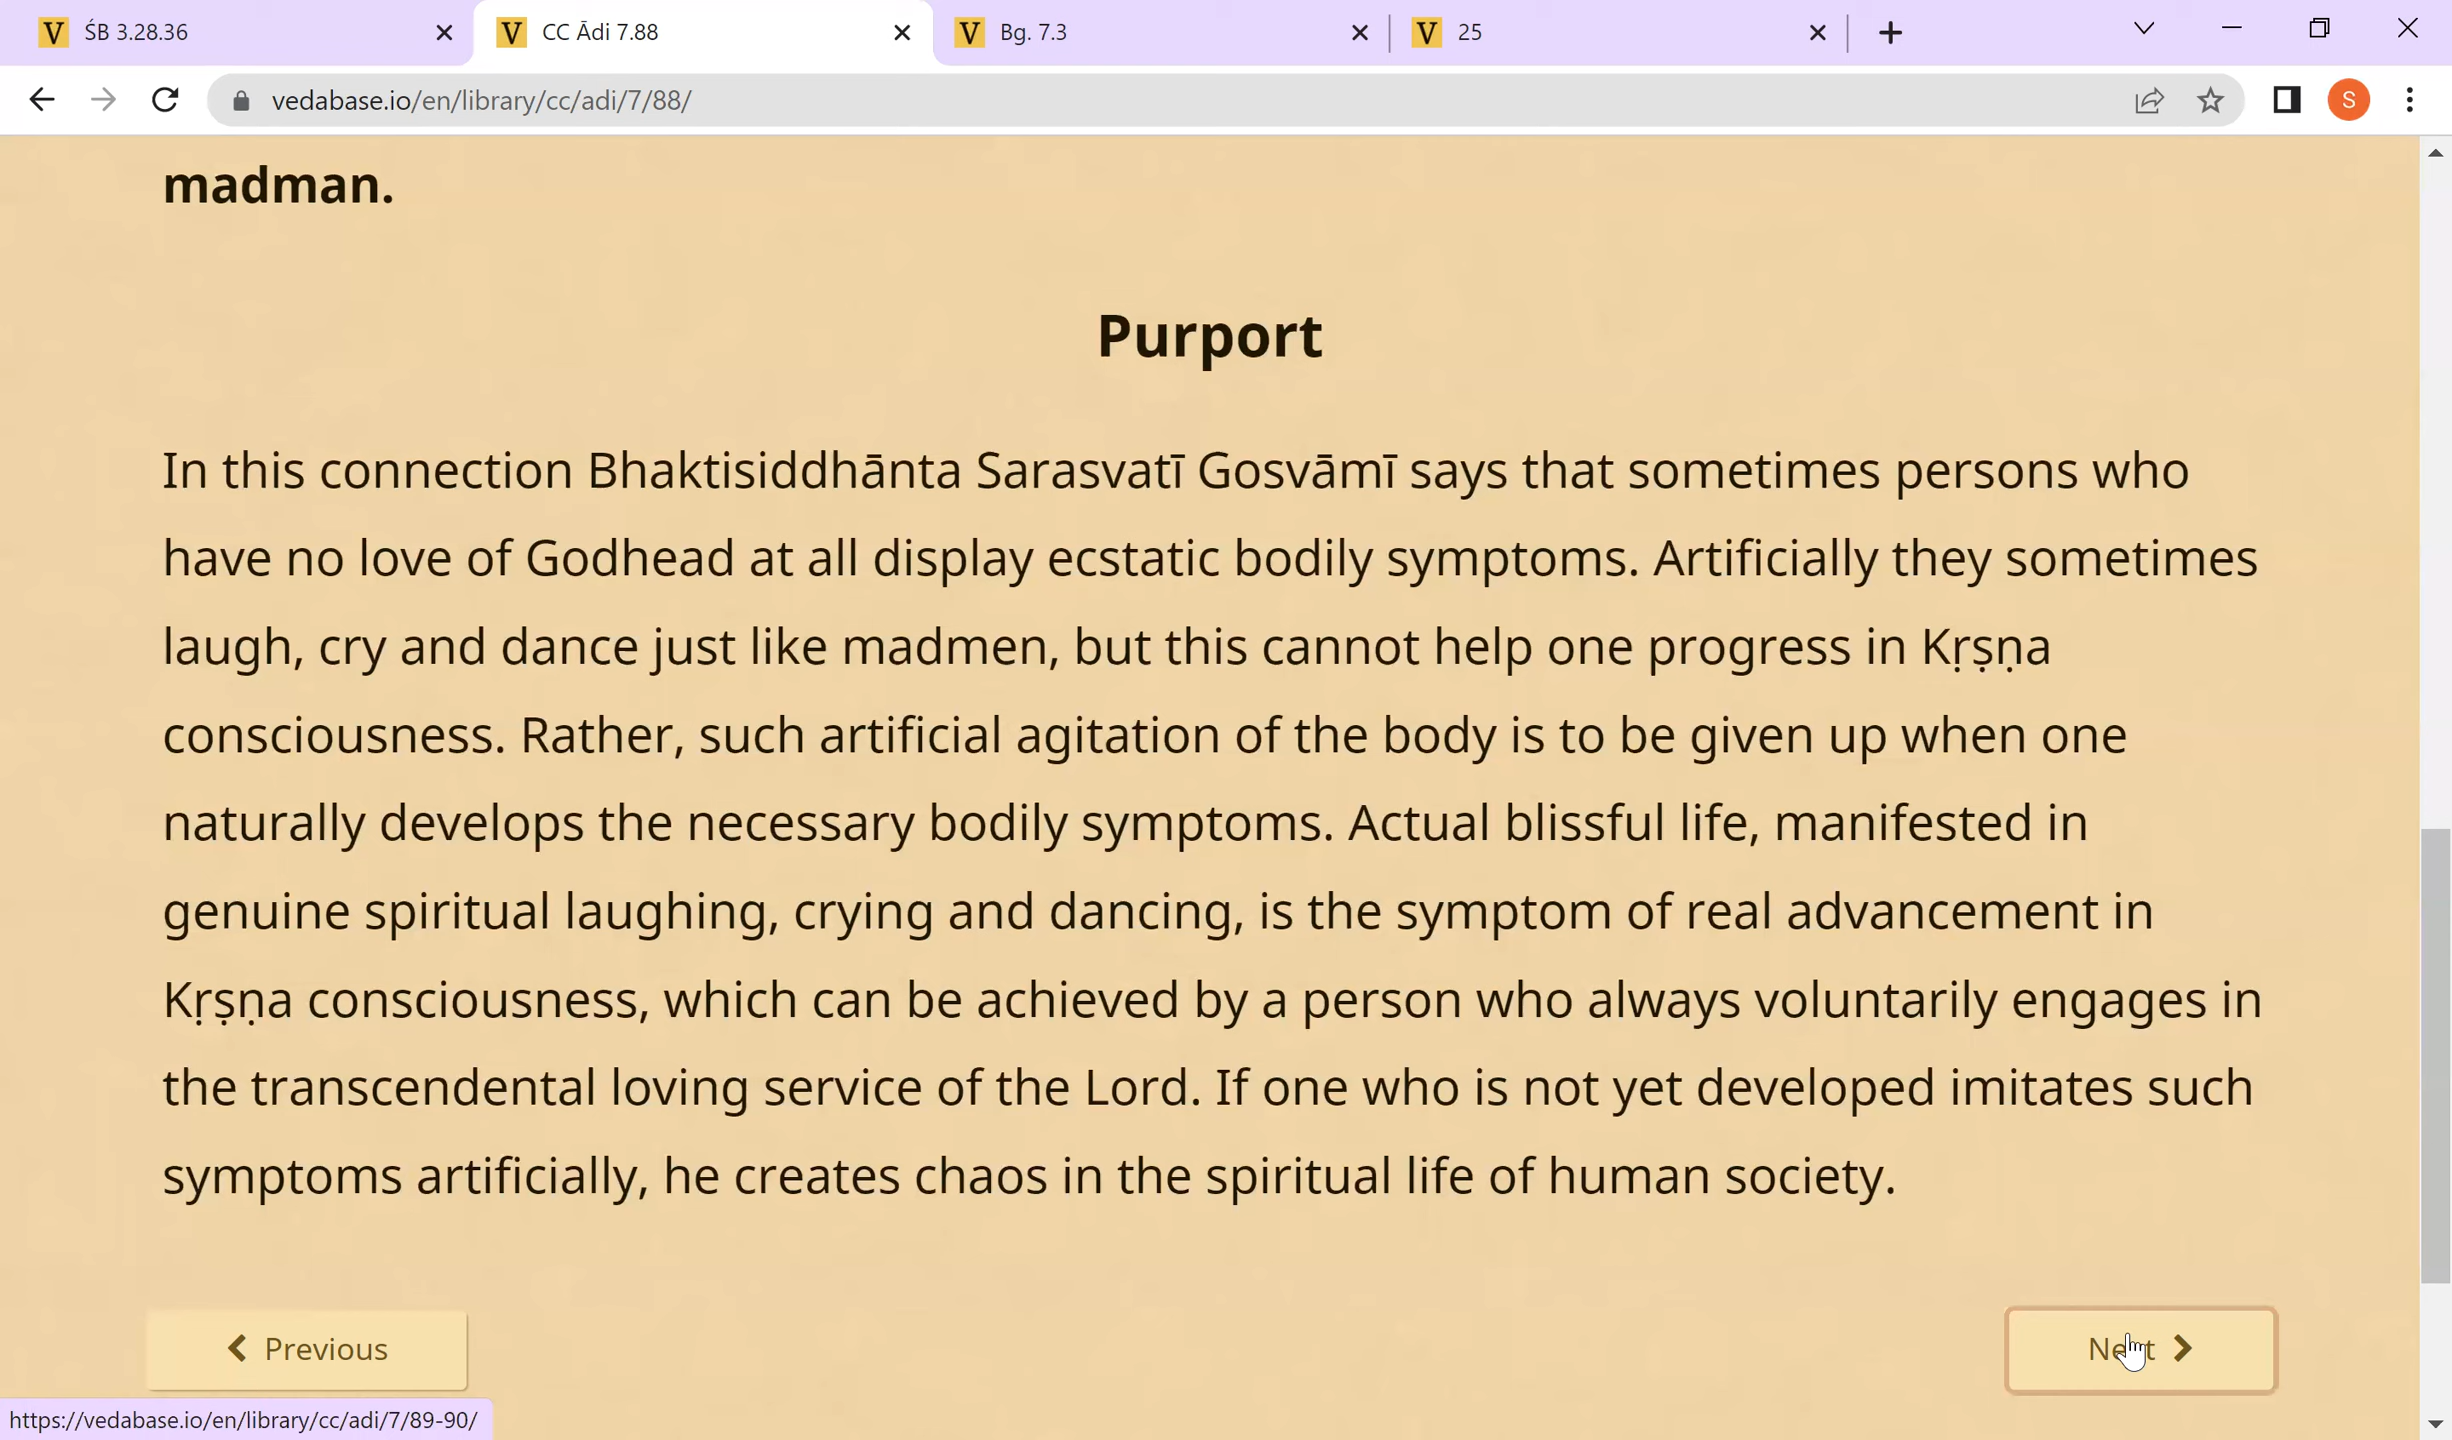 V ŚB 3.28.36
V CC Ādi 7.88
V Bg. 7.3
V 25
vedabase.io/en/library/cc/adi/7/88/
S
madman.
Purport
In this connection Bhaktisiddhānta Sarasvatī Gosvāmī says that sometimes persons who
have no love of Godhead at all display ecstatic bodily symptoms. Artificially they sometimes
laugh, cry and dance just like madmen, but this cannot help one progress in Kṛṣṇa
consciousness. Rather, such artificial agitation of the body is to be given up when one
naturally develops the necessary bodily symptoms. Actual blissful life, manifested in
genuine spiritual laughing, crying and dancing, is the symptom of real advancement in
Kṛṣṇa consciousness, which can be achieved by a person who always voluntarily engages in
the transcendental loving service of the Lord. If one who is not yet developed imitates such
symptoms artificially, he creates chaos in the spiritual life of human society.
Previous
Next
https://vedabase.io/en/library/cc/adi/7/89-90/